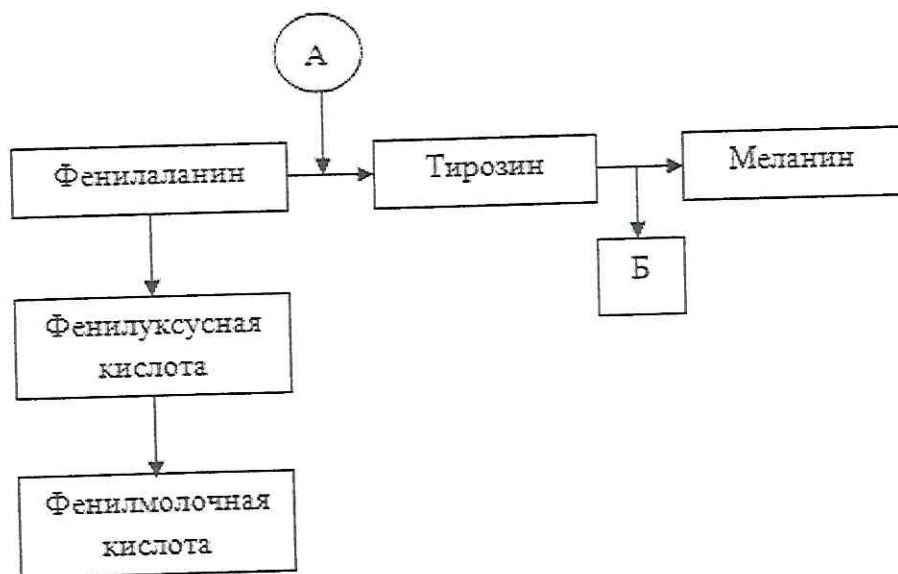 А
Фенилаланин
Тирозин
Меланин
Б
Фенилуксусная
кислота
Фенилмолочная
кислота